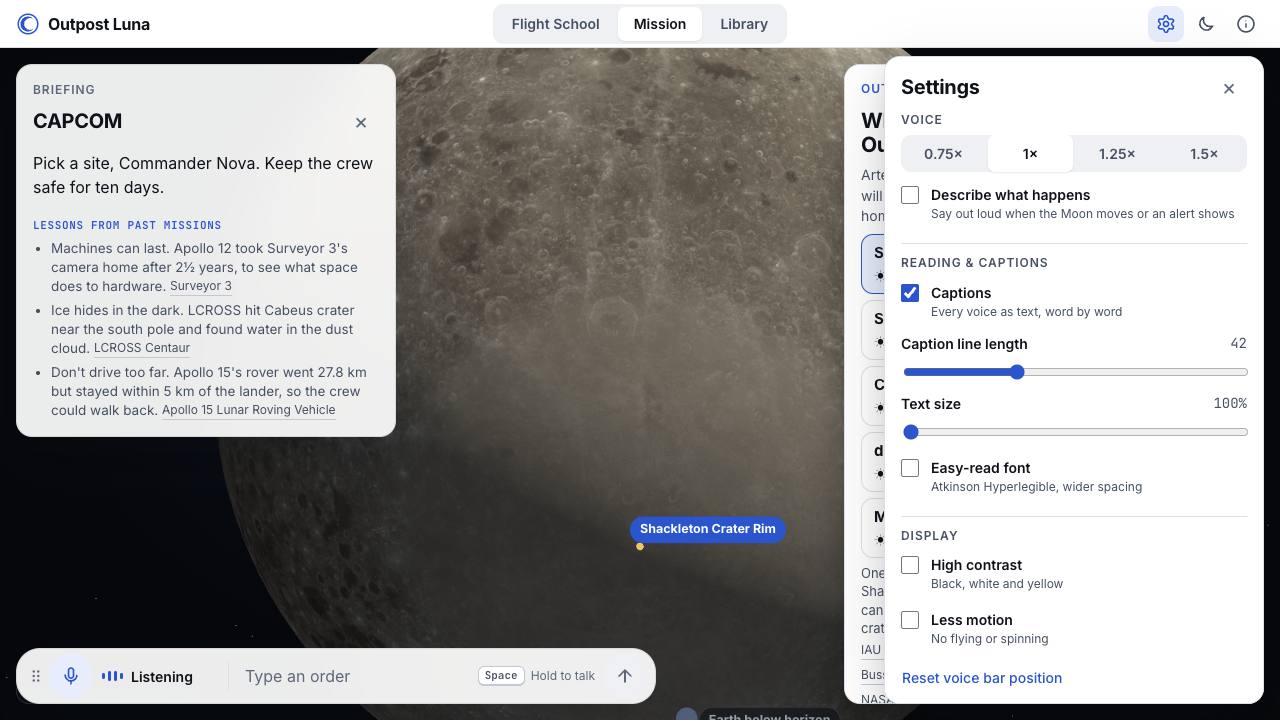 Outpost Luna
Flight School
Mission
Library
BRIEFING
CAPCOM
Pick a site, Commander Nova. Keep the crew
safe for ten days.
LESSONS FROM PAST MISSIONS
Machines can last. Apollo 12 took Surveyor 3's
camera home after 2½ years, to see what space
does to hardware. Surveyor 3
Ice hides in the dark. LCROSS hit Cabeus crater
near the south pole and found water in the dust
cloud. LCROSS Centaur
Don't drive too far. Apollo 15's rover went 27.8 km
but stayed within 5 km of the lander, so the crew
could walk back. Apollo 15 Lunar Roving Vehicle
Shackleton Crater Rim
Earth below horizon
Listening
Type an order
Space
Hold to talk
will
One
can
IAU
Settings
VOICE
0.75×
1×
1.25×
1.5×
Describe what happens
Say out loud when the Moon moves or an alert shows
READING & CAPTIONS
Captions
Every voice as text, word by word
Caption line length
42
Text size
100%
Easy-read font
Atkinson Hyperlegible, wider spacing
DISPLAY
High contrast
Black, white and yellow
Less motion
No flying or spinning
Reset voice bar position